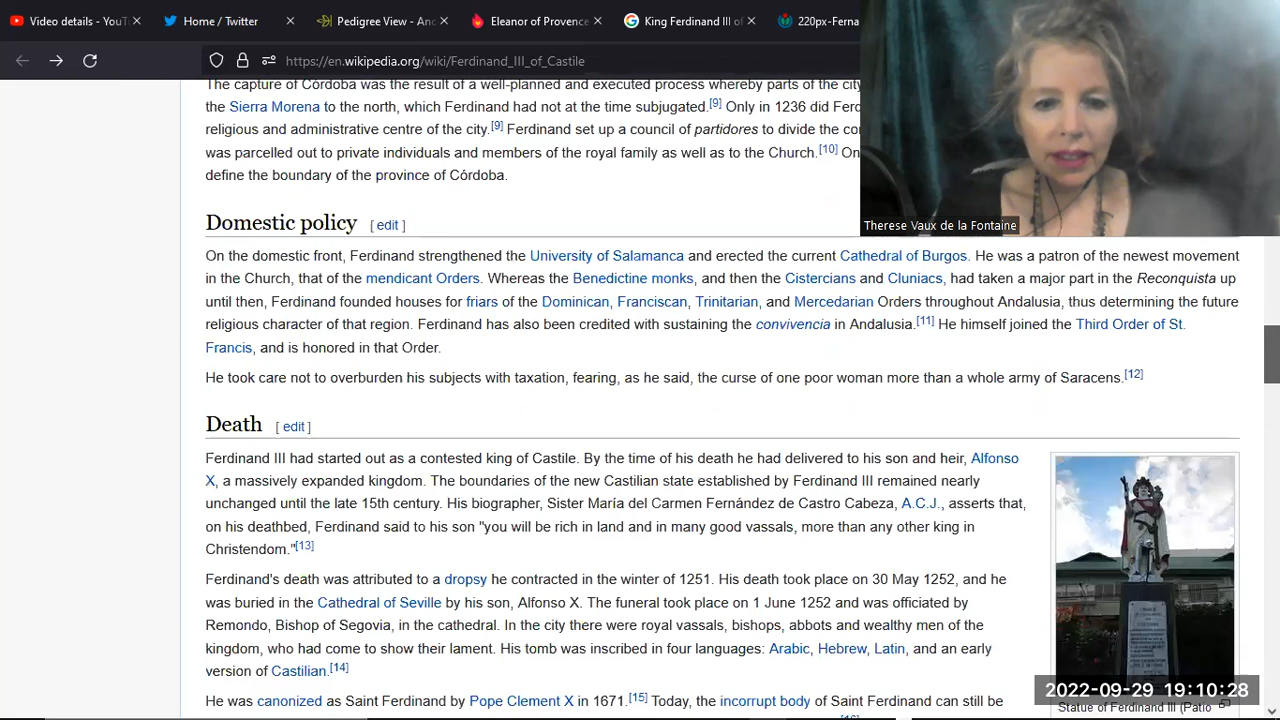 Video details - YouT
Home / Twitter
Pedigree View - Anc
Eleanor of Provence
King Ferdinand III of
220px-Ferna
https://en.wikipedia.org/wiki/Ferdinand_III_of_Castile
The capture of Córdoba was the result of a well-planned and executed process whereby parts of the city
the Sierra Morena to the north, which Ferdinand had not at the time subjugated.[9] Only in 1236 did Ferd
religious and administrative centre of the city.[9] Ferdinand set up a council of partidores to divide the co
was parcelled out to private individuals and members of the royal family as well as to the Church.[10] On
define the boundary of the province of Córdoba.
Therese Vaux de la Fontaine
Domestic policy [ edit ]
On the domestic front, Ferdinand strengthened the University of Salamanca and erected the current Cathedral of Burgos. He was a patron of the newest movement
in the Church, that of the mendicant Orders. Whereas the Benedictine monks, and then the Cistercians and Cluniacs, had taken a major part in the Reconquista up
until then, Ferdinand founded houses for friars of the Dominican, Franciscan, Trinitarian, and Mercedarian Orders throughout Andalusia, thus determining the future
religious character of that region. Ferdinand has also been credited with sustaining the convivencia in Andalusia.[11] He himself joined the Third Order of St.
Francis, and is honored in that Order.
He took care not to overburden his subjects with taxation, fearing, as he said, the curse of one poor woman more than a whole army of Saracens.[12]
Death [ edit ]
Ferdinand III had started out as a contested king of Castile. By the time of his death he had delivered to his son and heir, Alfonso
X, a massively expanded kingdom. The boundaries of the new Castilian state established by Ferdinand III remained nearly
unchanged until the late 15th century. His biographer, Sister María del Carmen Fernández de Castro Cabeza, A.C.J., asserts that,
on his deathbed, Ferdinand said to his son "you will be rich in land and in many good vassals, more than any other king in
Christendom."[13]
Ferdinand's death was attributed to a dropsy he contracted in the winter of 1251. His death took place on 30 May 1252, and he
was buried in the Cathedral of Seville by his son, Alfonso X. The funeral took place on 1 June 1252 and was officiated by
Remondo, Bishop of Segovia, in the cathedral. In the city there were royal vassals, bishops, abbots and wealthy men of the
kingdom, who had come to show their lament. His tomb was inscribed in four languages: Arabic, Hebrew, Latin, and an early
version of Castilian.[14]
He was canonized as Saint Ferdinand by Pope Clement X in 1671.[15] Today, the incorrupt body of Saint Ferdinand can still be
2022-09-29 19:10:28
Statue of Ferdinand III (Patio